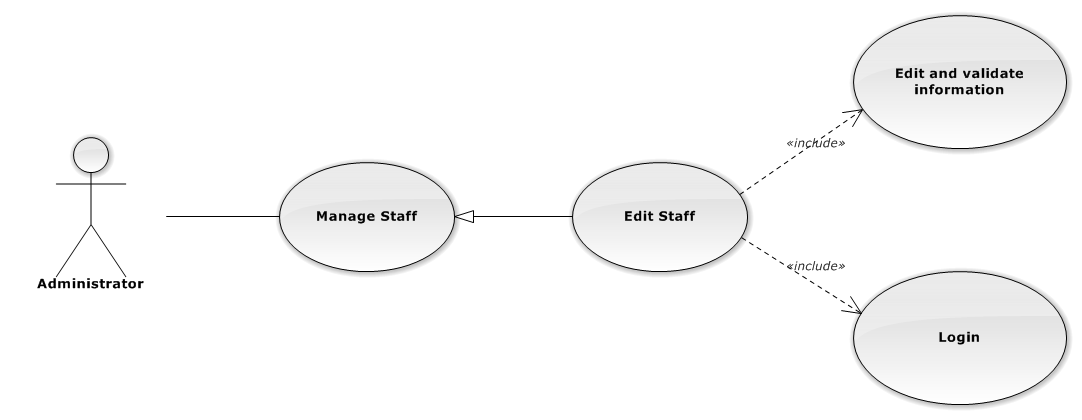 Edit and validate
information
«include»
Manage Staff
Edit Staff
«include»
Administrator
Login